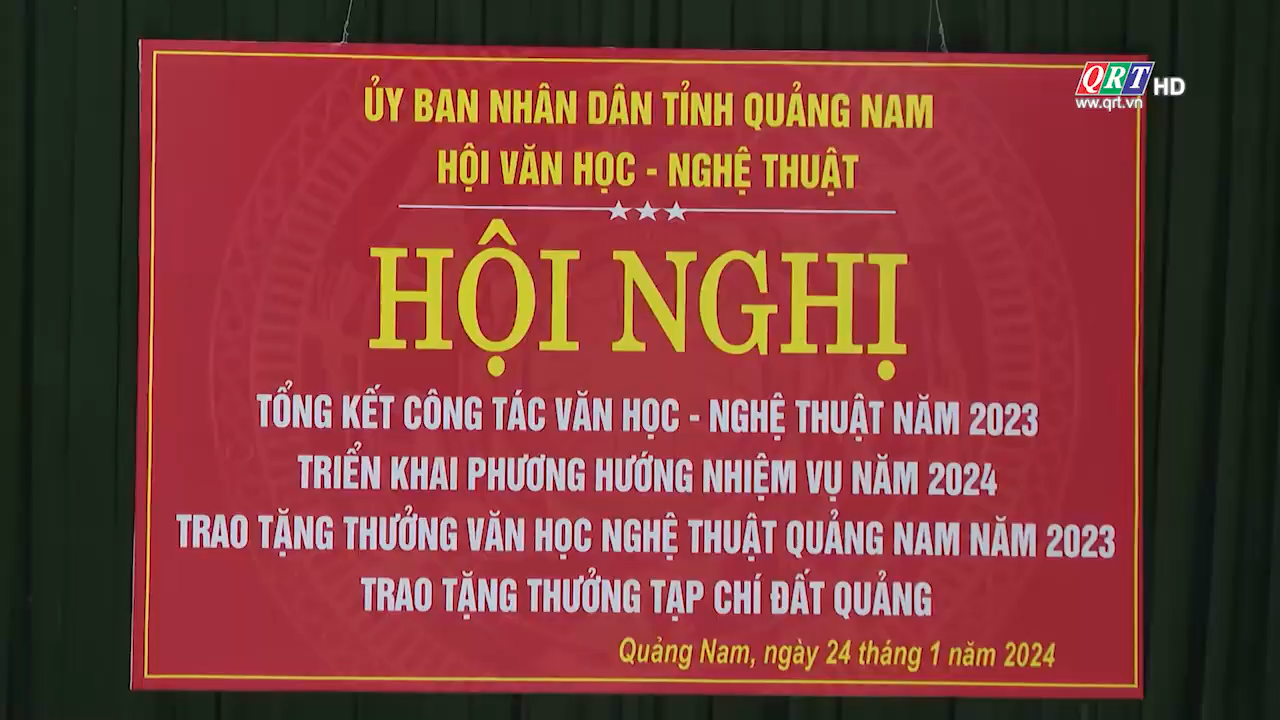 QRT HD
ww.qrt.vn
ỦY BAN NHÂN DÂN TỈNH QUẢNG NAM
HỘI VĂN HỌC - NGHỆ THUẬT
HỘI NGHỊ
TỔNG KẾT CÔNG TÁC VĂN HỌC - NGHỆ THUẬT NĂM 2023
TRIỂN KHAI PHƯƠNG HƯỚNG NHIỆM VỤ NĂM 2024
TRAO TẶNG THƯỞNG VĂN HỌC NGHỆ THUẬT QUẢNG NAM NĂM 2023
TRAO TẶNG THƯỞNG TẠP CHÍ ĐẤT QUẢNG
Quảng Nam, ngày 24 tháng 1 năm 2024